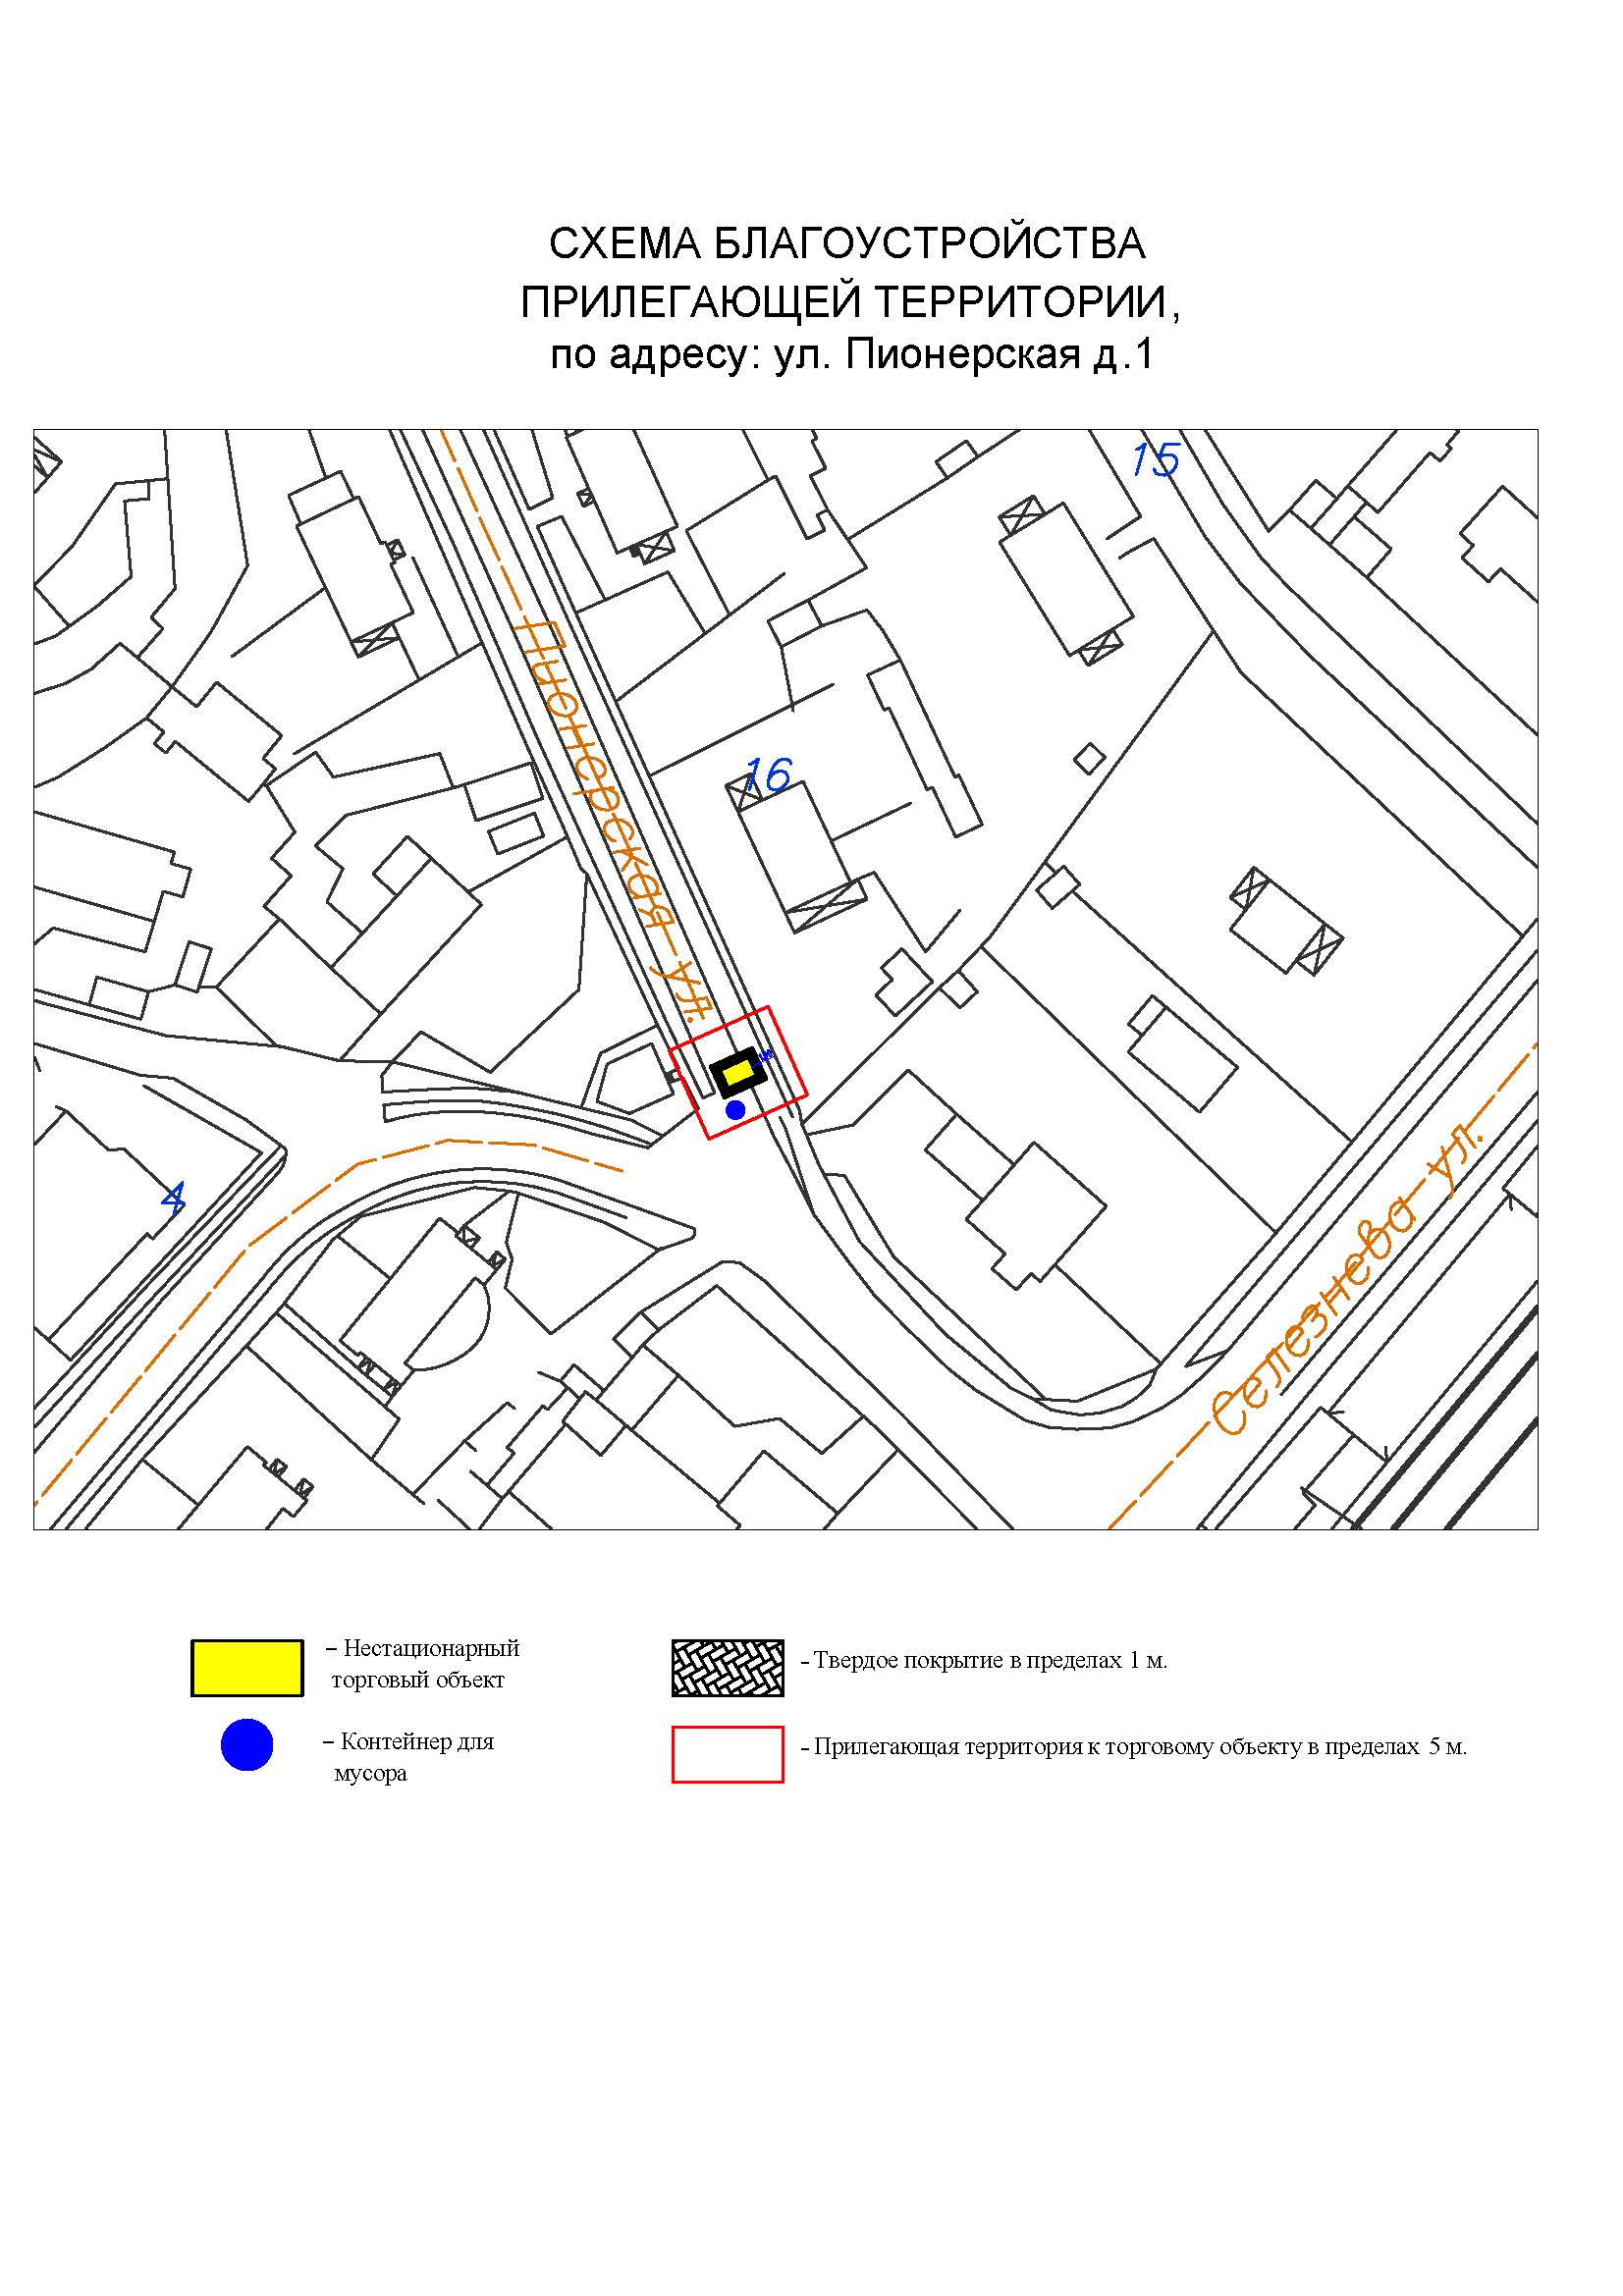 СХЕМА БЛАГОУСТРОЙСТВА
ПРИЛЕГАЮЩЕЙ ТЕРРИТОРИИ,
по адресу: ул. Пионерская д.1
15
Пионерская ул.
16
4
Селезнева ул.
– Нестационарный
торговый объект
– Твердое покрытие в пределах 1 м.
– Контейнер для
мусора
– Прилегающая территория к торговому объекту в пределах 5 м.